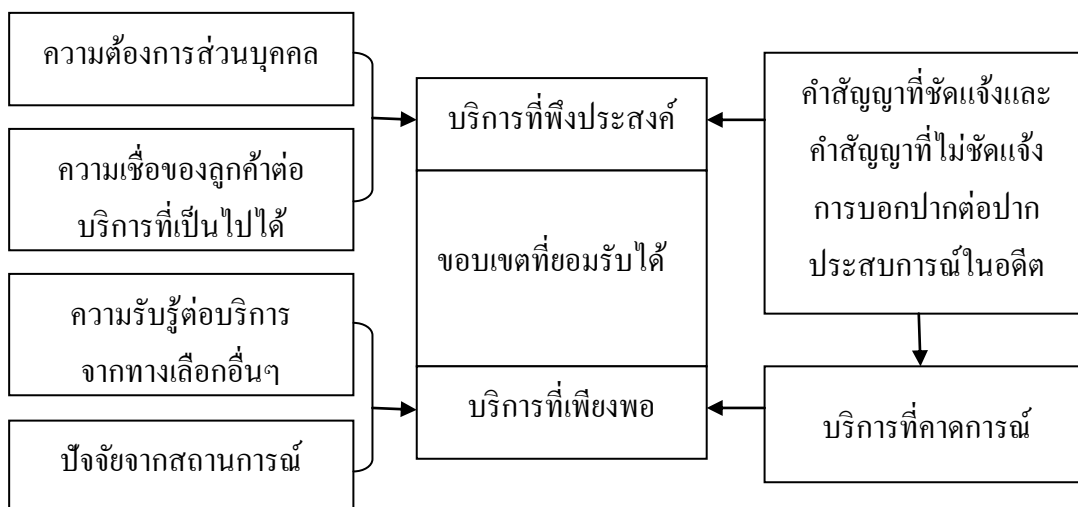 ความต้องการส่วนบุคคล
ความเชื่อของลูกค้าต่อ
บริการที่เป็นไปได้
ความรับรู้ต่อบริการ
จากทางเลือกอื่นๆ
ปัจจัยจากสถานการณ์
บริการที่พึงประสงค์
ขอบเขตที่ยอมรับได้
บริการที่เพียงพอ
คำสัญญาที่ชัดแจ้งและ
คำสัญญาที่ไม่ชัดแจ้ง
การบอกปากต่อปาก
ประสบการณ์ในอดีต
บริการที่คาดการณ์